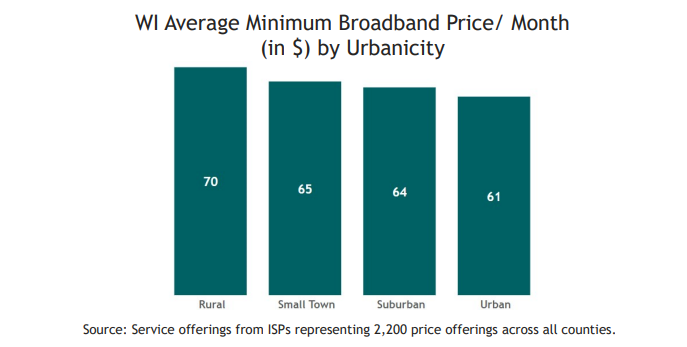 WI Average Minimum Broadband Price/ Month
(in $) by Urbanicity
70
65
64
61
Rural
Small Town
Suburban
Urban
Source: Service offerings from ISPs representing 2,200 price offerings across all counties.